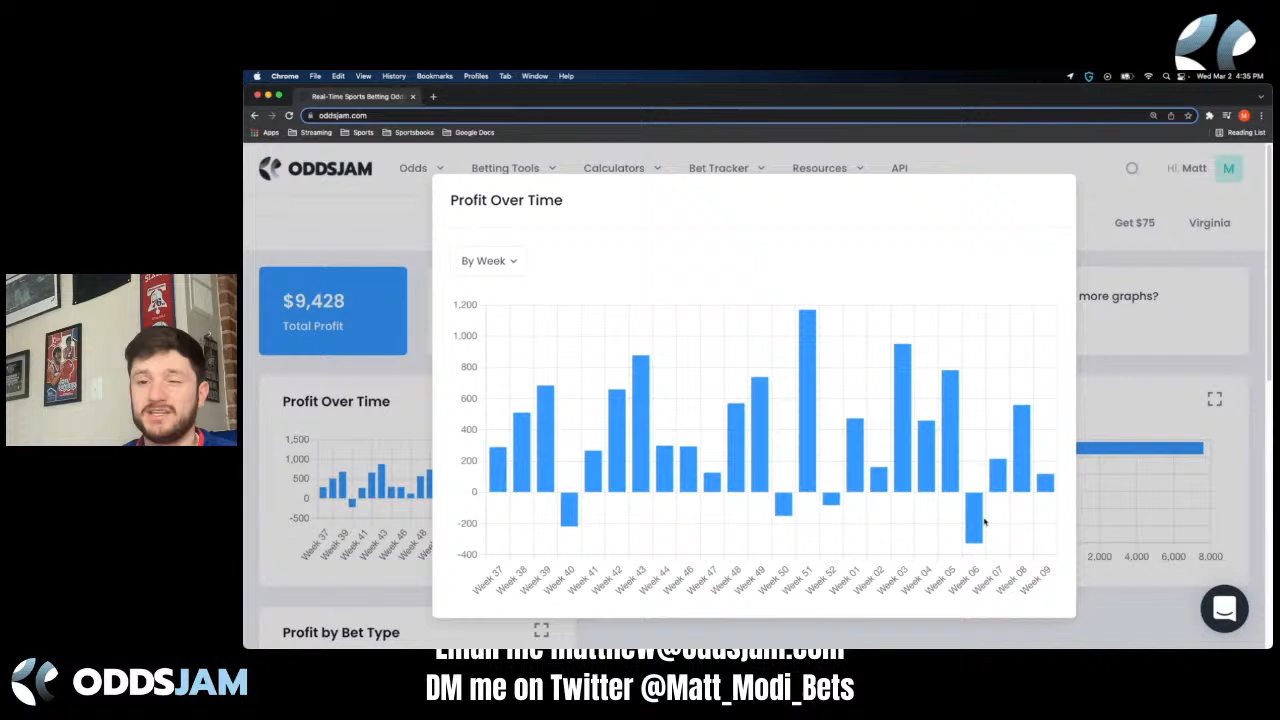 Chrome File Edit View History Bookmarks Profiles Tab Window Help
Wed Mar 2 4:35 PM
Real-Time Sports Betting Odd
oddsjam.com
Apps Streaming Sports Sportsbooks Google Docs
Reading List
ODDSJAM
Odds Betting Tools Calculators Bet Tracker Resources API
Hi, Matt M
Get $75 Virginia
$9,428
Total Profit
more graphs?
Profit Over Time
By Week
1,200
1,000
800
600
400
200
0
-200
-400
Week 37 Week 38 Week 39 Week 40 Week 41 Week 42 Week 43 Week 44 Week 46 Week 47 Week 48 Week 49 Week 50 Week 51 Week 52 Week 01 Week 02 Week 03 Week 04 Week 05 Week 06 Week 07 Week 08 Week 09
Profit Over Time
1,500
1,000
500
0
-500
Week 37 Week 39 Week 41 Week 43 Week 46 Week 48
2,000 4,000 6,000 8,000
Profit by Bet Type
Email me matthew@oddsjam.com
DM me on Twitter @Matt_Modi_Bets
ODDSJAM